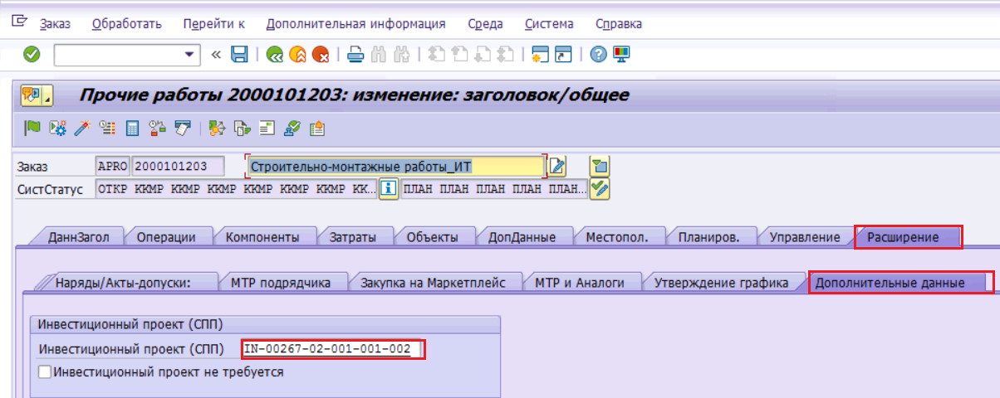 Заказ Обработать Перейти к Дополнительная информация Среда Система Справка
Прочие работы 2000101203: изменение: заголовок/общее
Заказ APRO 2000101203 Строительно-монтажные работы_ИТ
СистСтатус ОТКР ККМР ККМР ККМР ККМР ККМР ККМР КК... ПЛАН ПЛАН ПЛАН ПЛАН ПЛАН...
ДаннЗагол Операции Компоненты Затраты Объекты ДопДанные Местопол. Планиров. Управление Расширение
Наряды/Акты-допуски: МТР подрядчика Закупка на Маркетплейс МТР и Аналоги Утверждение графика Дополнительные данные
Инвестиционный проект (СПП)
Инвестиционный проект (СПП) IN-00267-02-001-001-002
Инвестиционный проект не требуется